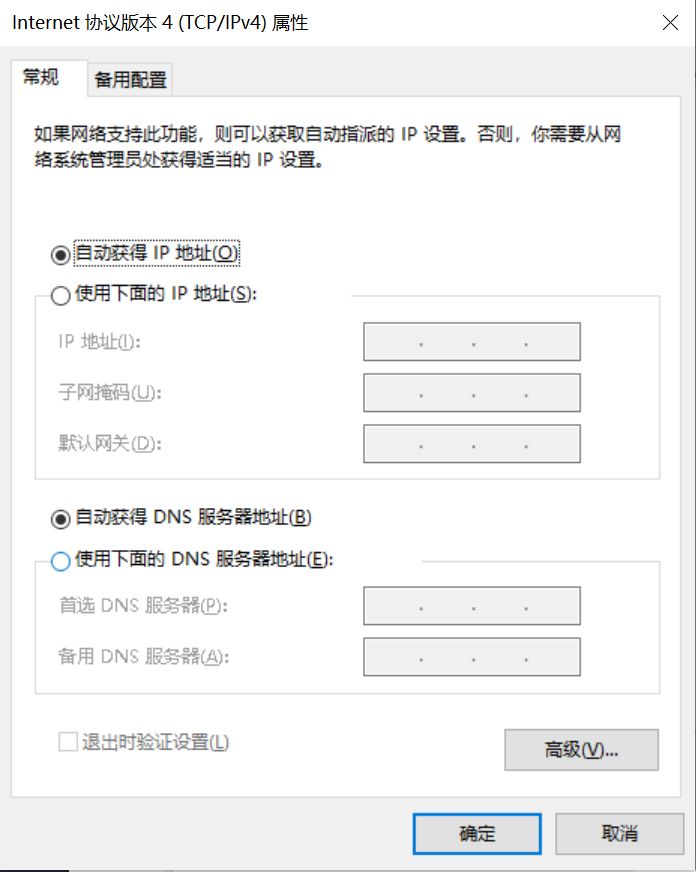 Internet 协议版本 4 (TCP/IPv4) 属性
常规
备用配置
如果网络支持此功能，则可以获取自动指派的 IP 设置。否则，你需要从网
络系统管理员处获得适当的 IP 设置。
自动获得 IP 地址(O)
使用下面的 IP 地址(S):
IP 地址(I):
子网掩码(U):
默认网关(D):
自动获得 DNS 服务器地址(B)
使用下面的 DNS 服务器地址(E):
首选 DNS 服务器(P):
备用 DNS 服务器(A):
退出时验证设置(L)
高级(V)...
确定
取消